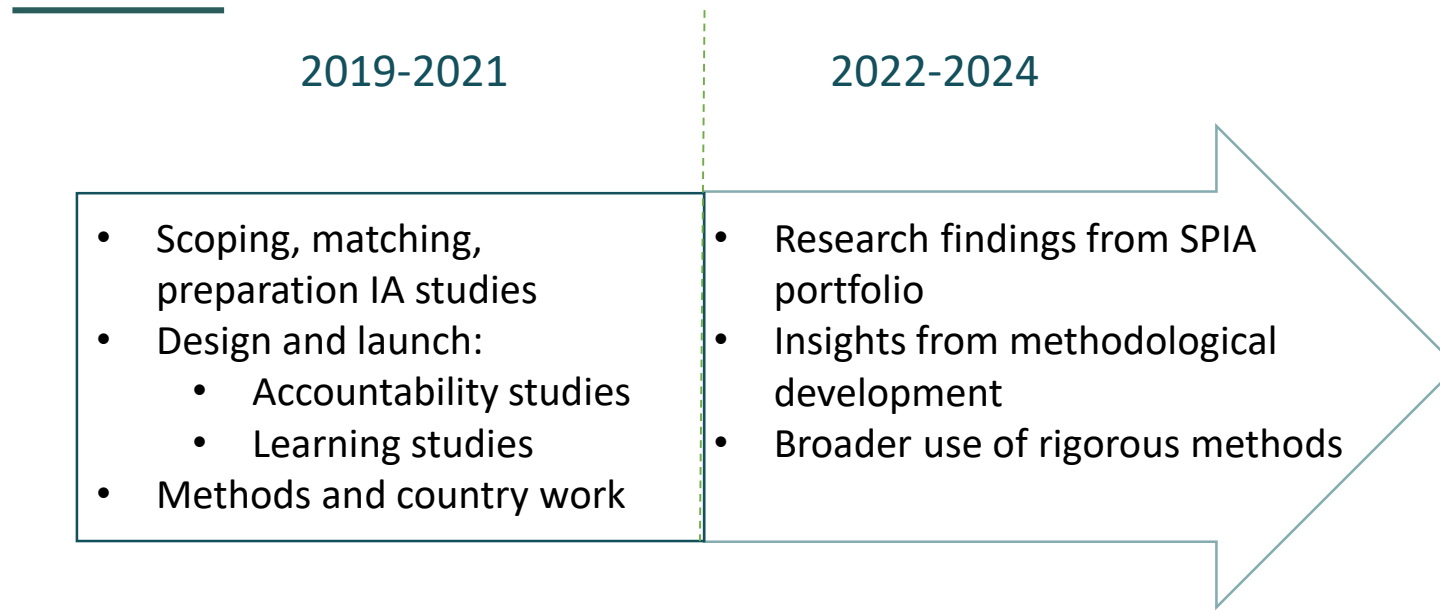 2019-2021
2022-2024
• Scoping, matching,
preparation IA studies
• Design and launch:
• Accountability studies
• Learning studies
• Methods and country work
• Research findings from SPIA
portfolio
• Insights from methodological
development
• Broader use of rigorous methods